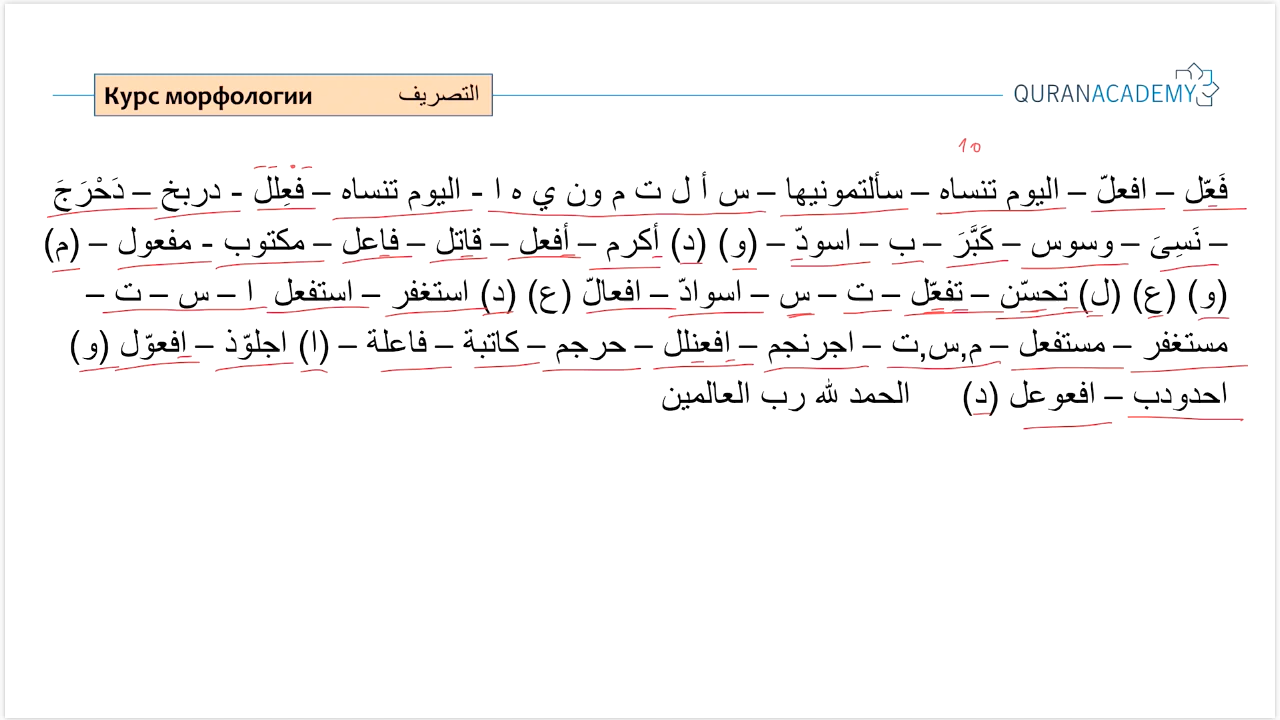 Курс морфологии التصريف
QURANACADEMY
10
فَعّل – افعلّ – اليوم تنساه – سألتمونيها – س أ ل ت م و ن ي ه ا - اليوم تنساه – فَعِلل - دربخ – دَحْرَجَ
– نَسِىَ – وسوس – كَبَّرَ – ب – اسودّ – (و) (د) أكرم – أفعل – قاتل – فاعل – مكتوب - مفعول – (م)
(و) (ع) (ل) تحسّن – تفعّل – ت – س – اسوادّ – افعالّ (ع) (د) استغفر – استفعل ا – س – ت –
مستغفر – مستفعل – م,س,ت – اجرنجم – افعنلل – حرجم – كاتبة – فاعلة – (ا) اجلوّذ – افعوّل (و)
احدودب – افعوعل (د) الحمد لله رب العالمين